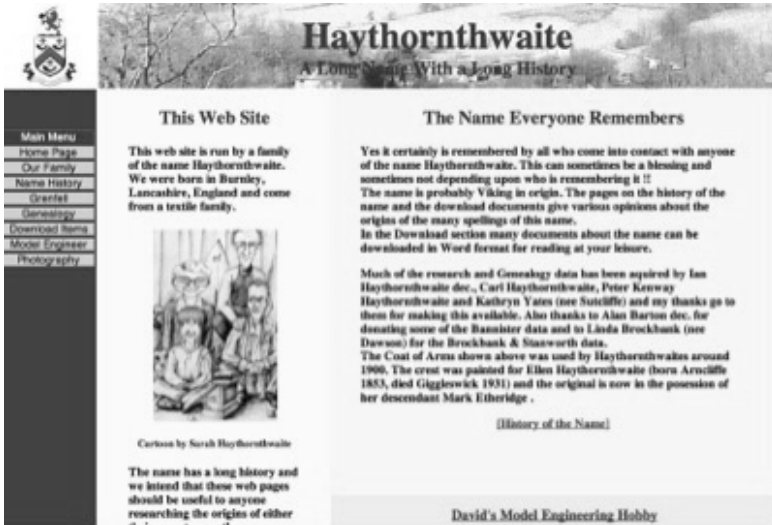 Haythornthwaite
A Long Name With a Long History
Main Menu
Home Page
Our Family
Name History
Grenfell
Genealogy
Download Items
Model Engineer
Photography
This Web Site
This web site is run by a family
of the name Haythornthwaite.
We were born in Burnley,
Lancashire, England and come
from a textile family.
Cartoon by Sarah Haythornthwaite
The name has a long history and
we intend that these web pages
should be useful to anyone
researching the origins of either
The Name Everyone Remembers
Yes it certainly is remembered by all who come into contact with anyone
of the name Haythornthwaite. This can sometimes be a blessing and
sometimes not depending upon who is remembering it !!
The name is probably Viking in origin. The pages on the history of the
name and the download documents give various opinions about the
origins of the many spellings of this name.
In the Download section many documents about the name can be
downloaded in Word format for reading at your leisure.
Much of the research and Genealogy data has been aquired by Ian
Haythornthwaite dec., Carl Haythornthwaite, Peter Kenway
Haythornthwaite and Kathryn Yates (nee Sutcliffe) and my thanks go to
them for making this available. Also thanks to Alan Barton dec. for
donating some of the Bannister data and to Linda Brockbank (nee
Dawson) for the Brockbank & Stanworth data.
The Coat of Arms shown above was used by Haythornthwaites around
1900. The crest was painted for Ellen Haythornthwaite (born Arncliffe
1853, died Giggleswick 1931) and the original is now in the posession of
her descendant Mark Etheridge .
[History of the Name]
David's Model Engineering Hobby